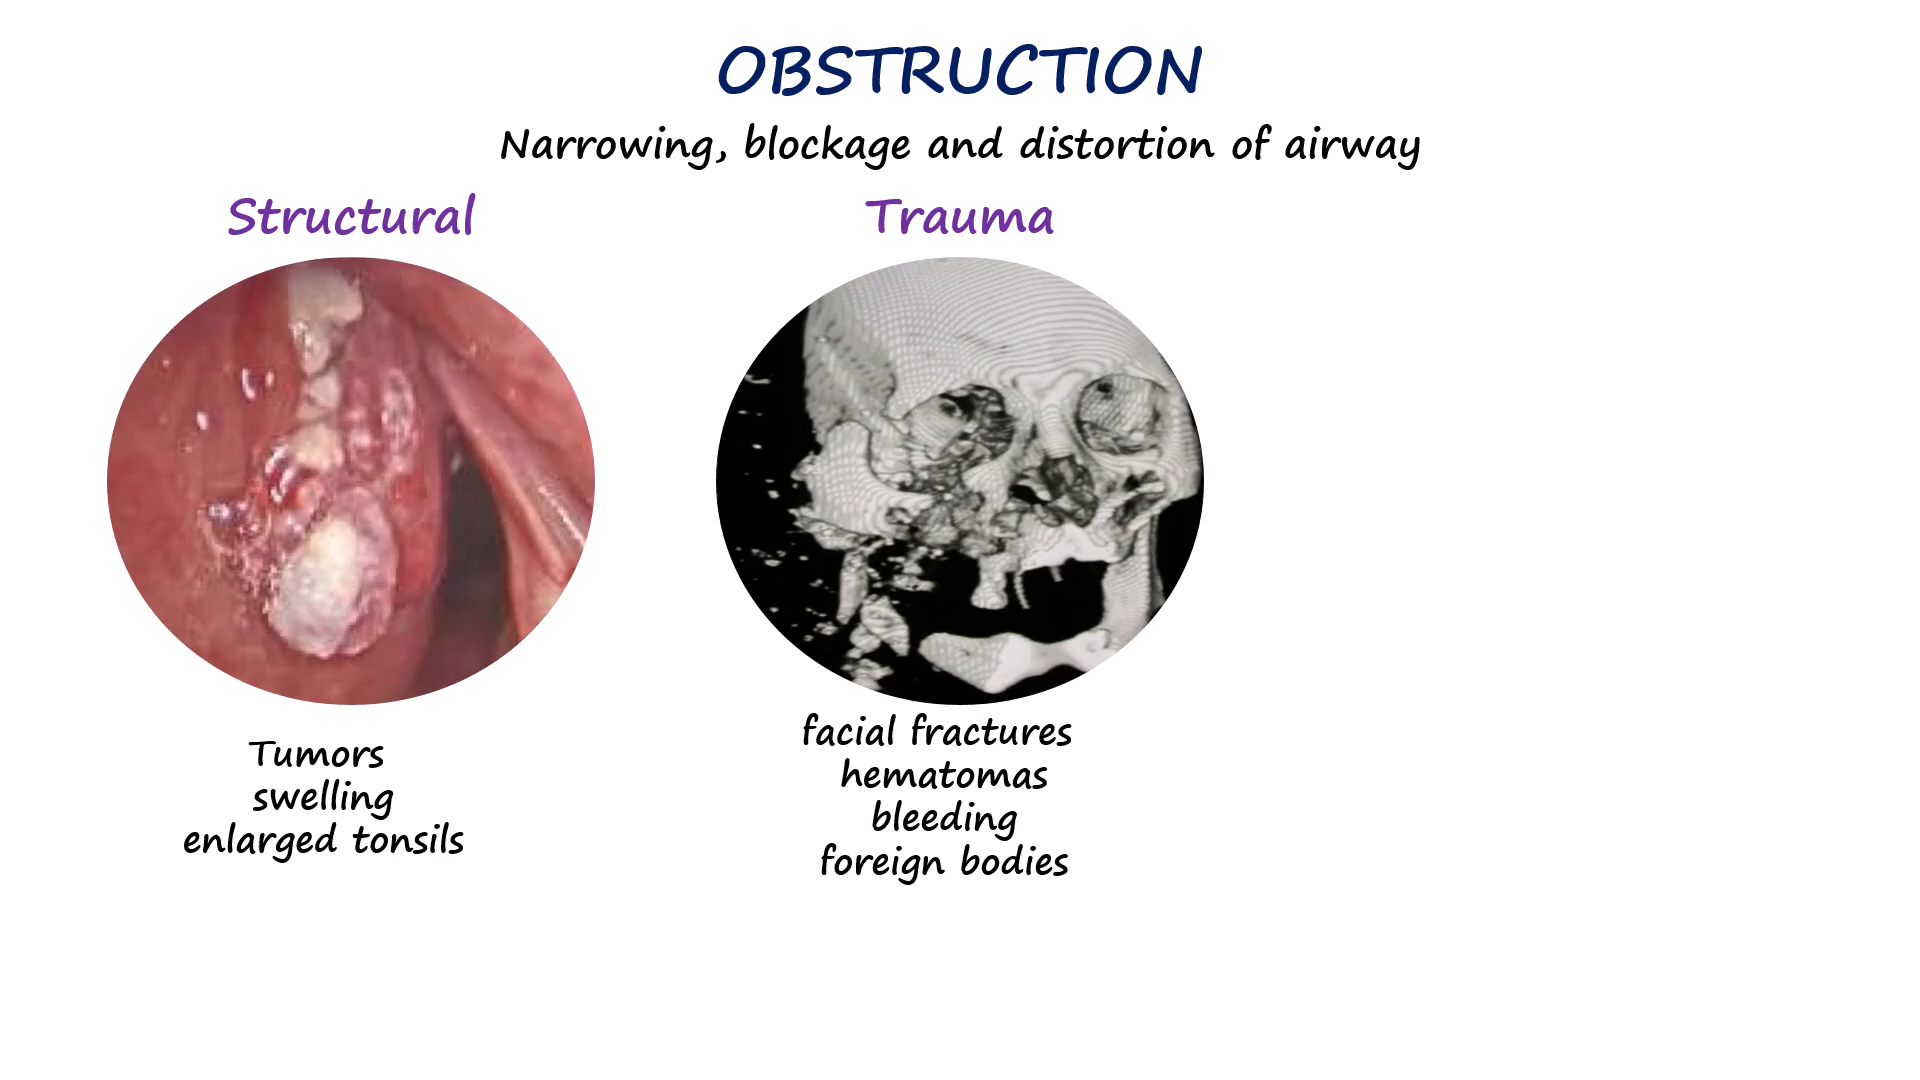 OBSTRUCTION
Narrowing, blockage and distortion of airway
Structural
Tumors
swelling
enlarged tonsils
Trauma
facial fractures
hematomas
bleeding
foreign bodies